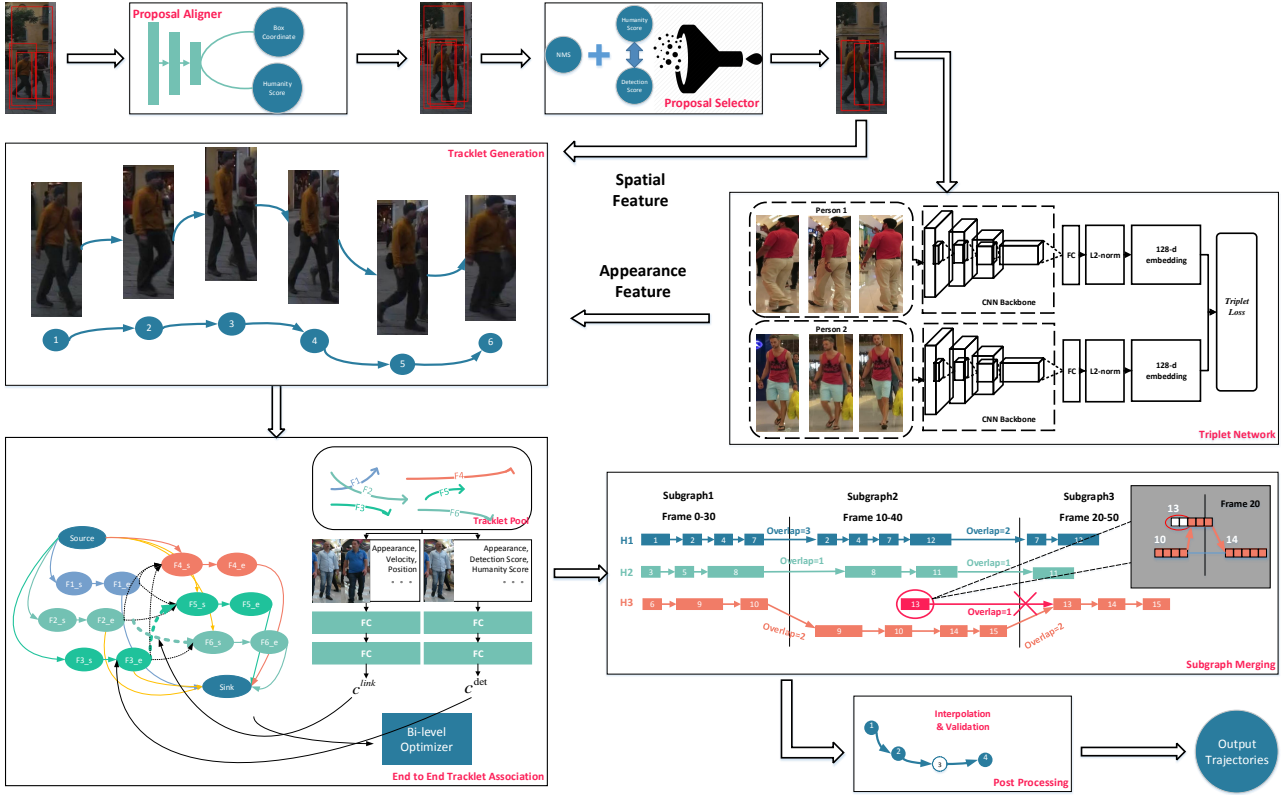 Proposal Aligner
Box
Coordinate
Humanity
Score
NMS
Humanity
Score
Detection
Score
Proposal Selector
Tracklet Generation
1
2
3
4
5
6
Spatial
Feature
Appearance
Feature
Person 1
CNN Backbone
FC
L2-norm
128-d
embedding
Person 2
CNN Backbone
FC
L2-norm
128-d
embedding
Triplet
Loss
Triplet Network
F1
F2
F3
F4
F5
F6
Tracklet Pool
Source
F1_s
F1_e
F2_s
F2_e
F3_s
F3_e
F4_s
F4_e
F5_s
F5_e
F6_s
F6_e
Sink
Appearance,
Velocity,
Position
- - -
Appearance,
Detection Score,
Humanity Score
- - -
FC
FC
FC
FC
c^link
c^det
Bi-level
Optimizer
End to End Tracklet Association
Subgraph1
Frame 0-30
Subgraph2
Frame 10-40
Subgraph3
Frame 20-50
H1
1
2
4
7
Overlap=3
2
4
7
12
Overlap=2
7
12
H2
3
5
8
Overlap=1
8
11
Overlap=1
11
H3
6
9
10
Overlap=2
9
10
14
15
13
Overlap=1
Overlap=2
13
14
15
13
Frame 20
10
14
Subgraph Merging
Interpolation
& Validation
1
2
3
4
Post Processing
Output
Trajectories